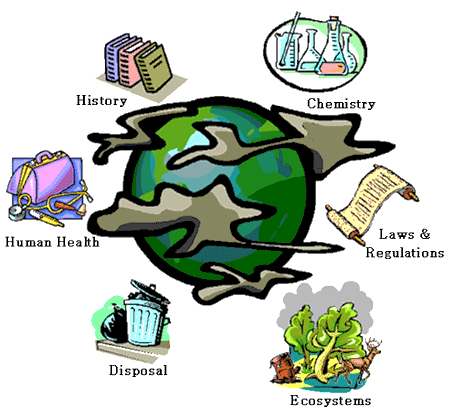 History
Chemistry
Human Health
Laws &
Regulations
Disposal
Ecosystems